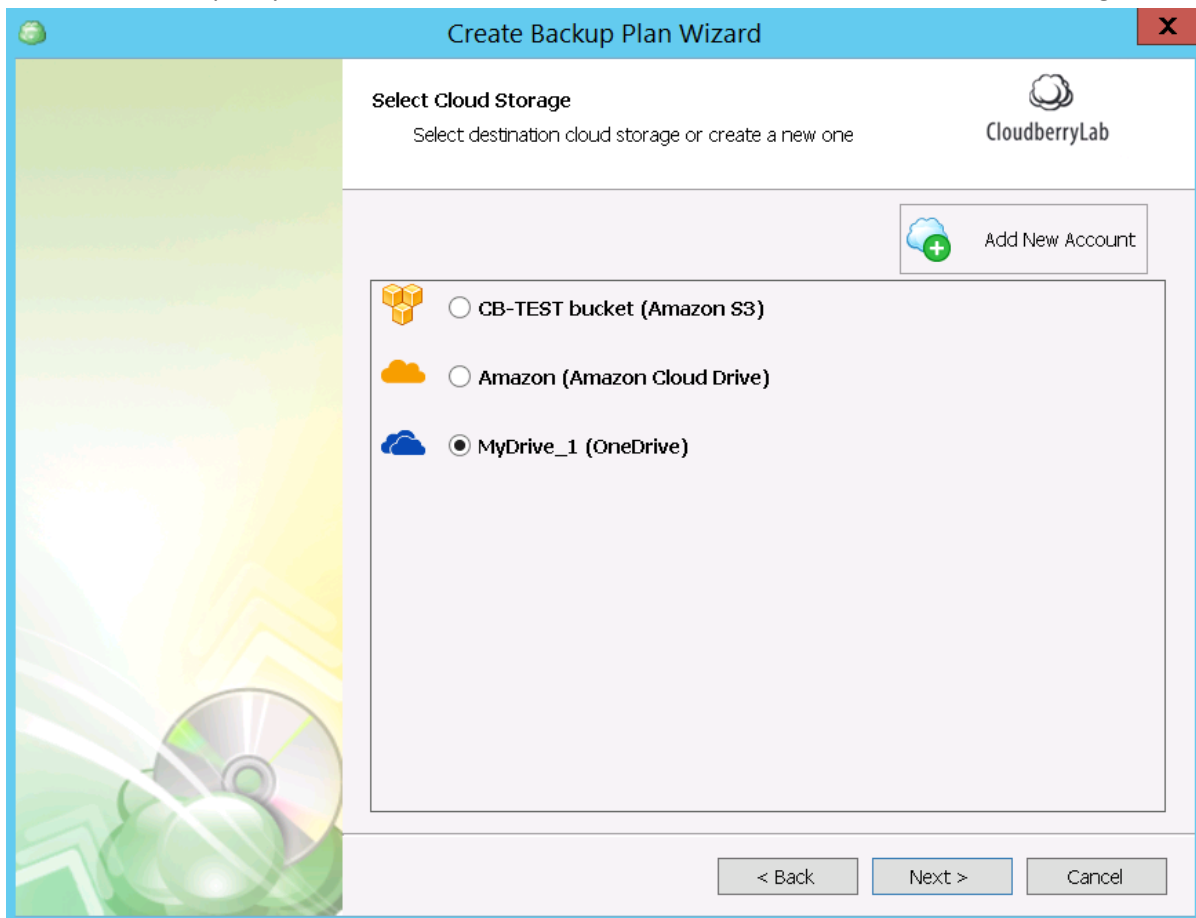 Create Backup Plan Wizard
X
Select Cloud Storage
Select destination cloud storage or create a new one
CloudberryLab
Add New Account
CB-TEST bucket (Amazon S3)
Amazon (Amazon Cloud Drive)
MyDrive_1 (OneDrive)
< Back
Next >
Cancel